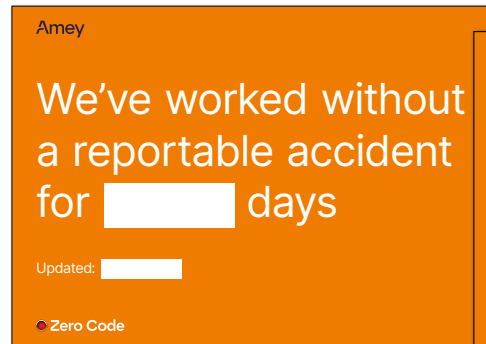 Amey
We’ve worked without
a reportable accident
for days
Updated:
Zero Code